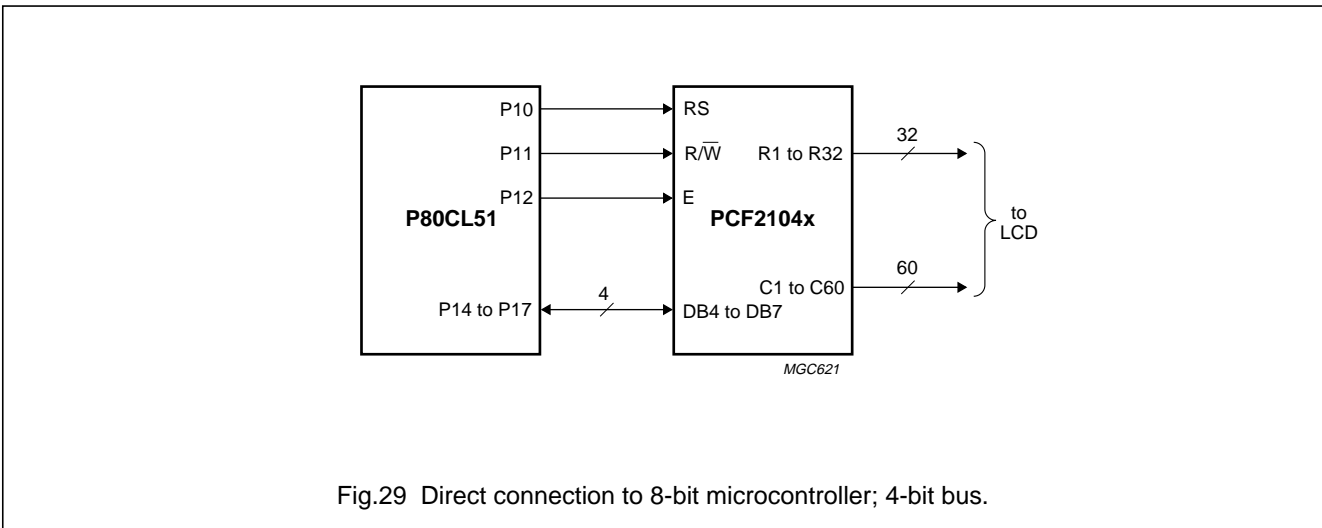 P10
RS
32
P11
R/W̅
R1 to R32
P12
E
P80CL51
PCF2104x
to
LCD
60
C1 to C60
4
P14 to P17
DB4 to DB7
MGC621
Fig.29 Direct connection to 8-bit microcontroller; 4-bit bus.